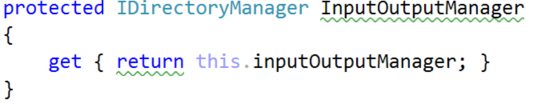 protected IDirectoryManager InputOutputManager
{
    get { return this.inputOutputManager; }
}